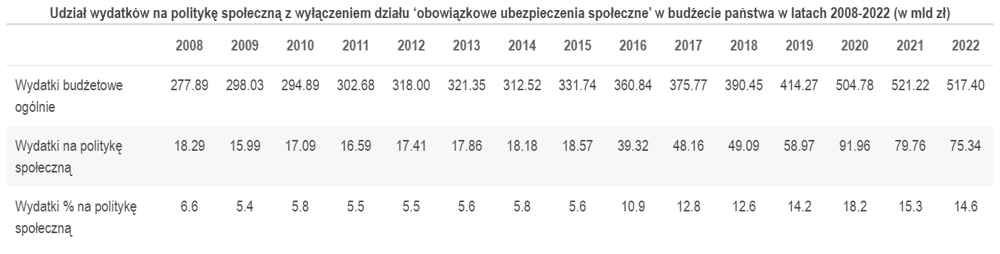 Udział wydatków na politykę społeczną z wyłączeniem działu ‘obowiązkowe ubezpieczenia społeczne’ w budżecie państwa w latach 2008-2022 (w mld zł)
2008 2009 2010 2011 2012 2013 2014 2015 2016 2017 2018 2019 2020 2021 2022
Wydatki budżetowe 277.89 298.03 294.89 302.68 318.00 321.35 312.52 331.74 360.84 375.77 390.45 414.27 504.78 521.22 517.40
ogólnie
Wydatki na politykę 18.29 15.99 17.09 16.59 17.41 17.86 18.18 18.57 39.32 48.16 49.09 58.97 91.96 79.76 75.34
społeczną
Wydatki % na politykę 6.6 5.4 5.8 5.5 5.5 5.6 5.8 5.6 10.9 12.8 12.6 14.2 18.2 15.3 14.6
społeczną